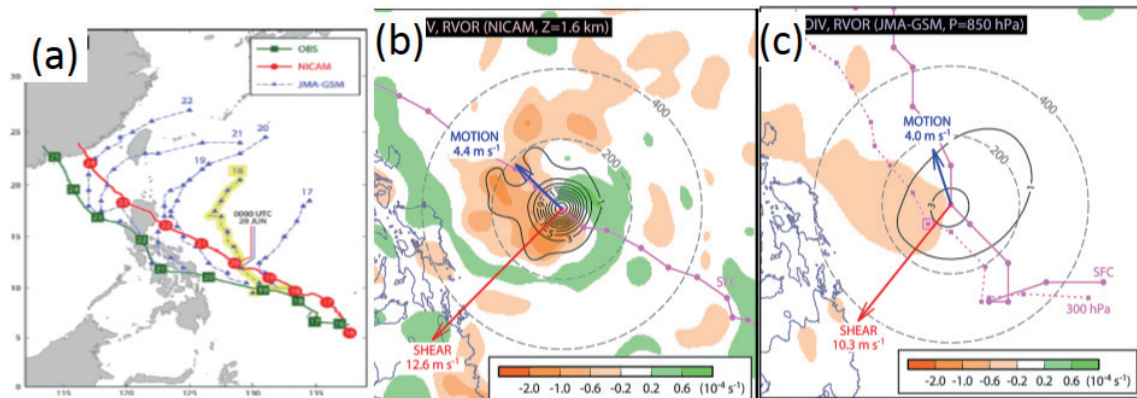 (a)
OBS
NICAM
JMA-GSM
22
21
20
19
18
17
0000 UTC
20 JUN
30
25
20
15
10
5
115
120
125
130
135
(b)
V, RVOR (NICAM, Z=1.6 km)
400
200
MOTION
4.4 m s⁻¹
SFC
SHEAR
12.6 m s⁻¹
-2.0 -1.0 -0.6 -0.2 0.2 0.6 (10⁻⁴ s⁻¹)
(c)
DIV, RVOR (JMA-GSM, P=850 hPa)
400
200
MOTION
4.0 m s⁻¹
1
3
SFC
300 hPa
SHEAR
10.3 m s⁻¹
-2.0 -1.0 -0.6 -0.2 0.2 0.6 (10⁻⁴ s⁻¹)